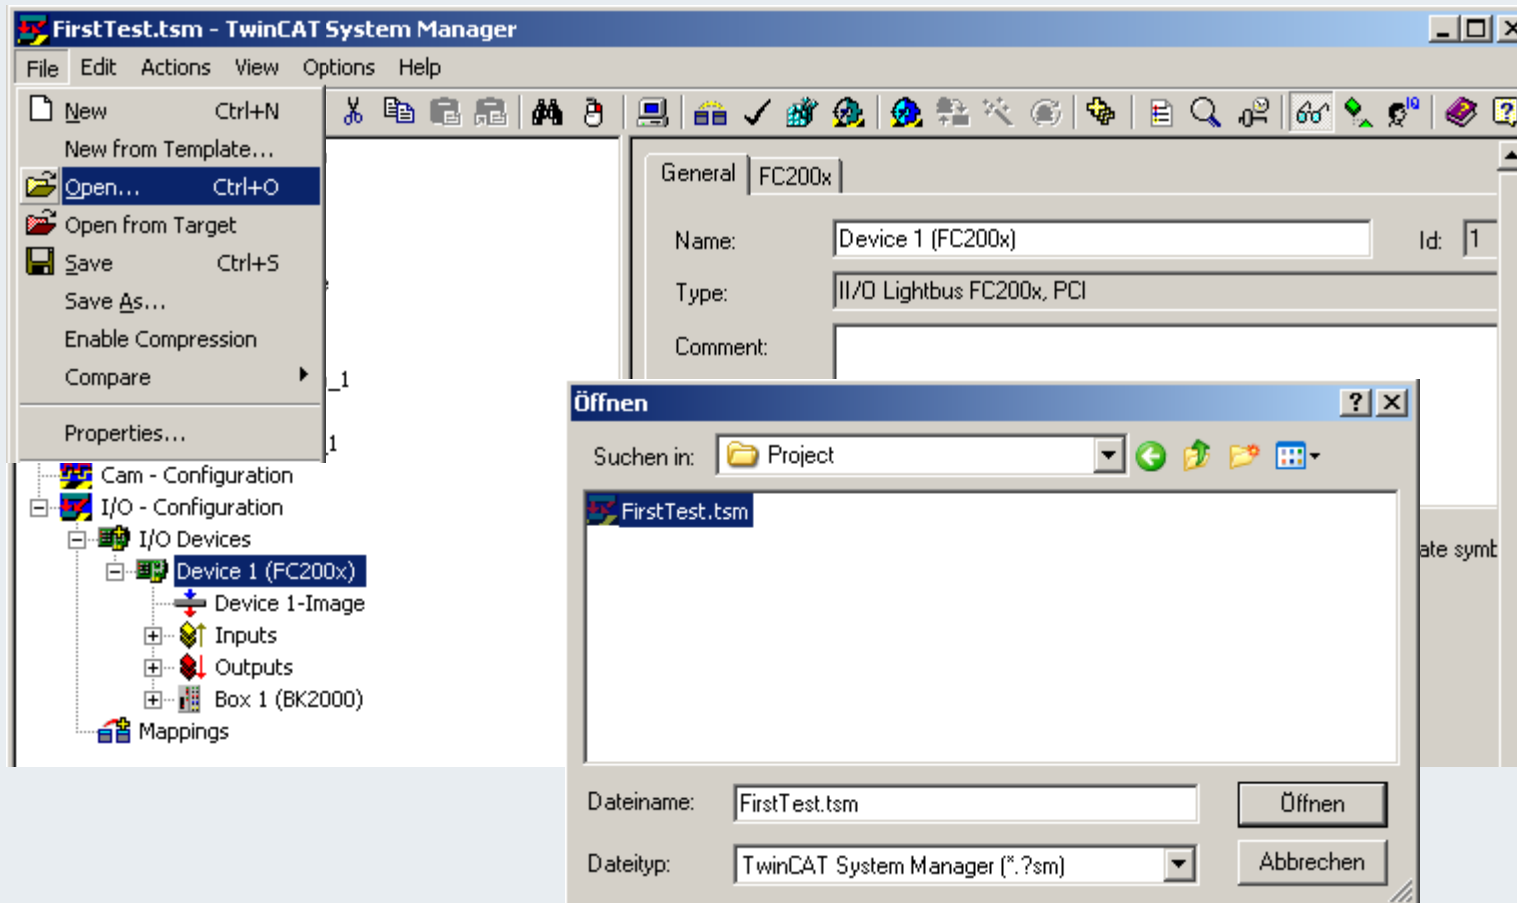 FirstTest.tsm - TwinCAT System Manager
File Edit Actions View Options Help
New Ctrl+N
New from Template...
Open... Ctrl+O
Open from Target
Save Ctrl+S
Save As...
Enable Compression
Compare
_1
Properties...
_1
Cam - Configuration
I/O - Configuration
I/O Devices
Device 1 (FC200x)
Device 1-Image
Inputs
Outputs
Box 1 (BK2000)
Mappings
General FC200x
Name: Device 1 (FC200x) Id: 1
Type: II/O Lightbus FC200x, PCI
Comment:
ate symb
Öffnen
Suchen in: Project
FirstTest.tsm
Dateiname: FirstTest.tsm Öffnen
Dateityp: TwinCAT System Manager (*.?sm) Abbrechen